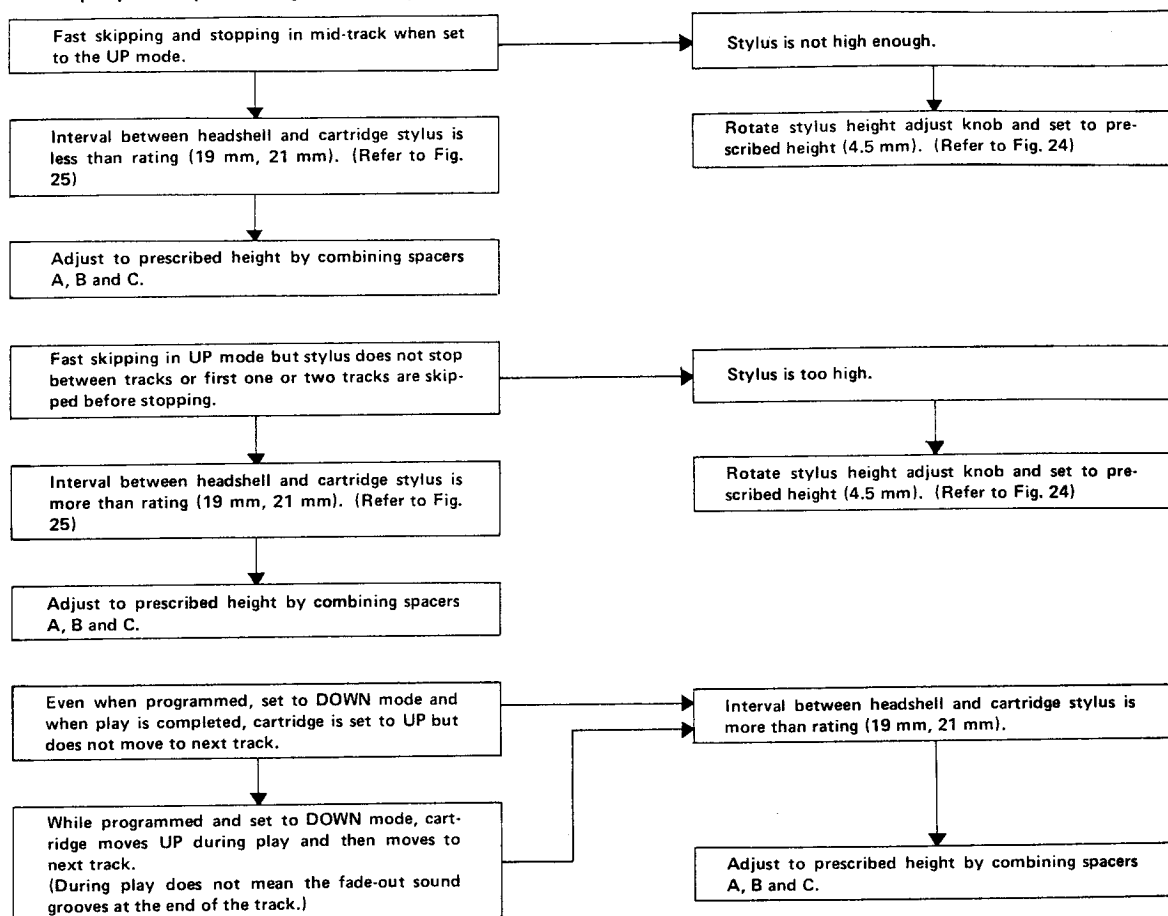 Fast skipping and stopping in mid-track when set
to the UP mode.
Stylus is not high enough.
Interval between headshell and cartridge stylus is
less than rating (19 mm, 21 mm). (Refer to Fig.
25)
Rotate stylus height adjust knob and set to pre-
scribed height (4.5 mm). (Refer to Fig. 24)
Adjust to prescribed height by combining spacers
A, B and C.
Fast skipping in UP mode but stylus does not stop
between tracks or first one or two tracks are skip-
ped before stopping.
Stylus is too high.
Interval between headshell and cartridge stylus is
more than rating (19 mm, 21 mm). (Refer to Fig.
25)
Rotate stylus height adjust knob and set to pre-
scribed height (4.5 mm). (Refer to Fig. 24)
Adjust to prescribed height by combining spacers
A, B and C.
Even when programmed, set to DOWN mode and
when play is completed, cartridge is set to UP but
does not move to next track.
Interval between headshell and cartridge stylus is
more than rating (19 mm, 21 mm).
While programmed and set to DOWN mode, car-
tridge moves UP during play and then moves to
next track.
(During play does not mean the fade-out sound
grooves at the end of the track.)
Adjust to prescribed height by combining spacers
A, B and C.